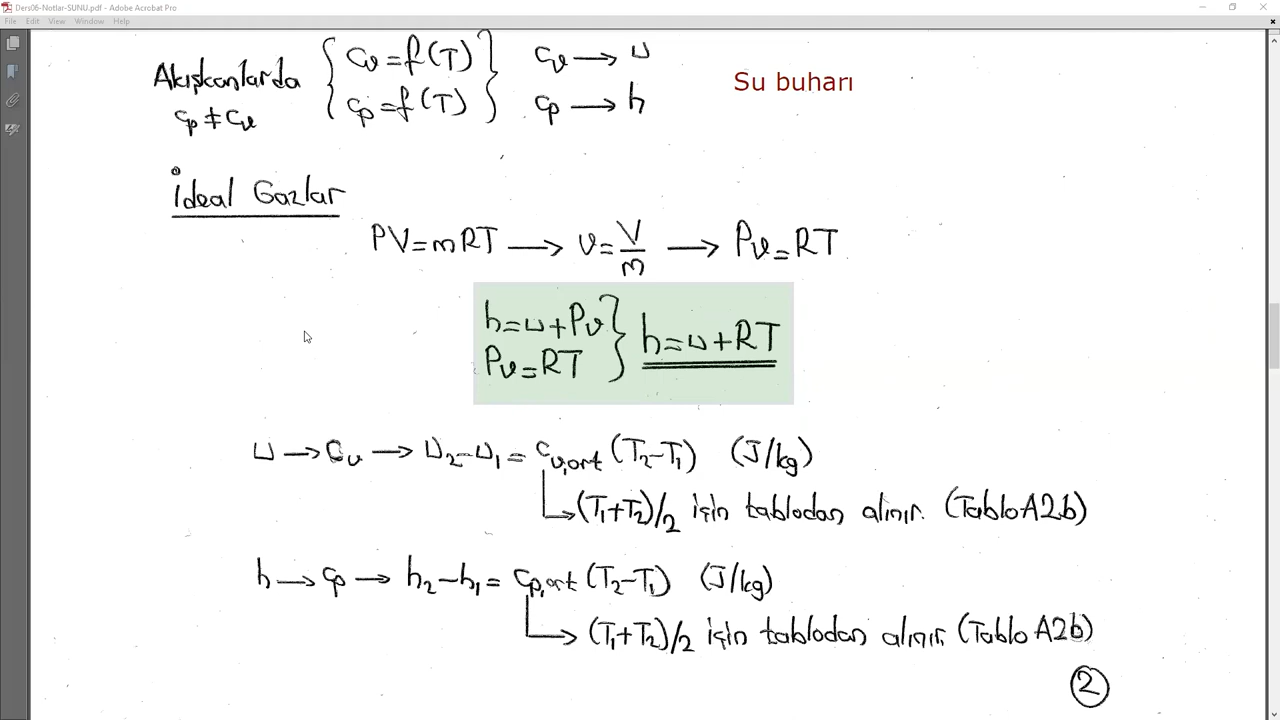 Ders06-Notlar-SUNU.pdf - Adobe Acrobat Pro
File Edit View Window Help
Akışkanlarda { cᵥ = f(T) } cᵥ → u Su buharı
cp ≠ cᵥ { cp = f(T) } cp → h
İdeal Gazlar
PV = mRT → v = V/m → Pv = RT
h = u + Pv } h = u + RT
Pv = RT
u → cᵥ → u₂ - u₁ = cᵥ,ort (T₂ - T₁) (J/kg)
(T₁+T₂)/2 için tablodan alınır. (Tablo A2b)
h → cp → h₂ - h₁ = cp,ort (T₂ - T₁) (J/kg)
(T₁+T₂)/2 için tablodan alınır. (Tablo A2b)
2